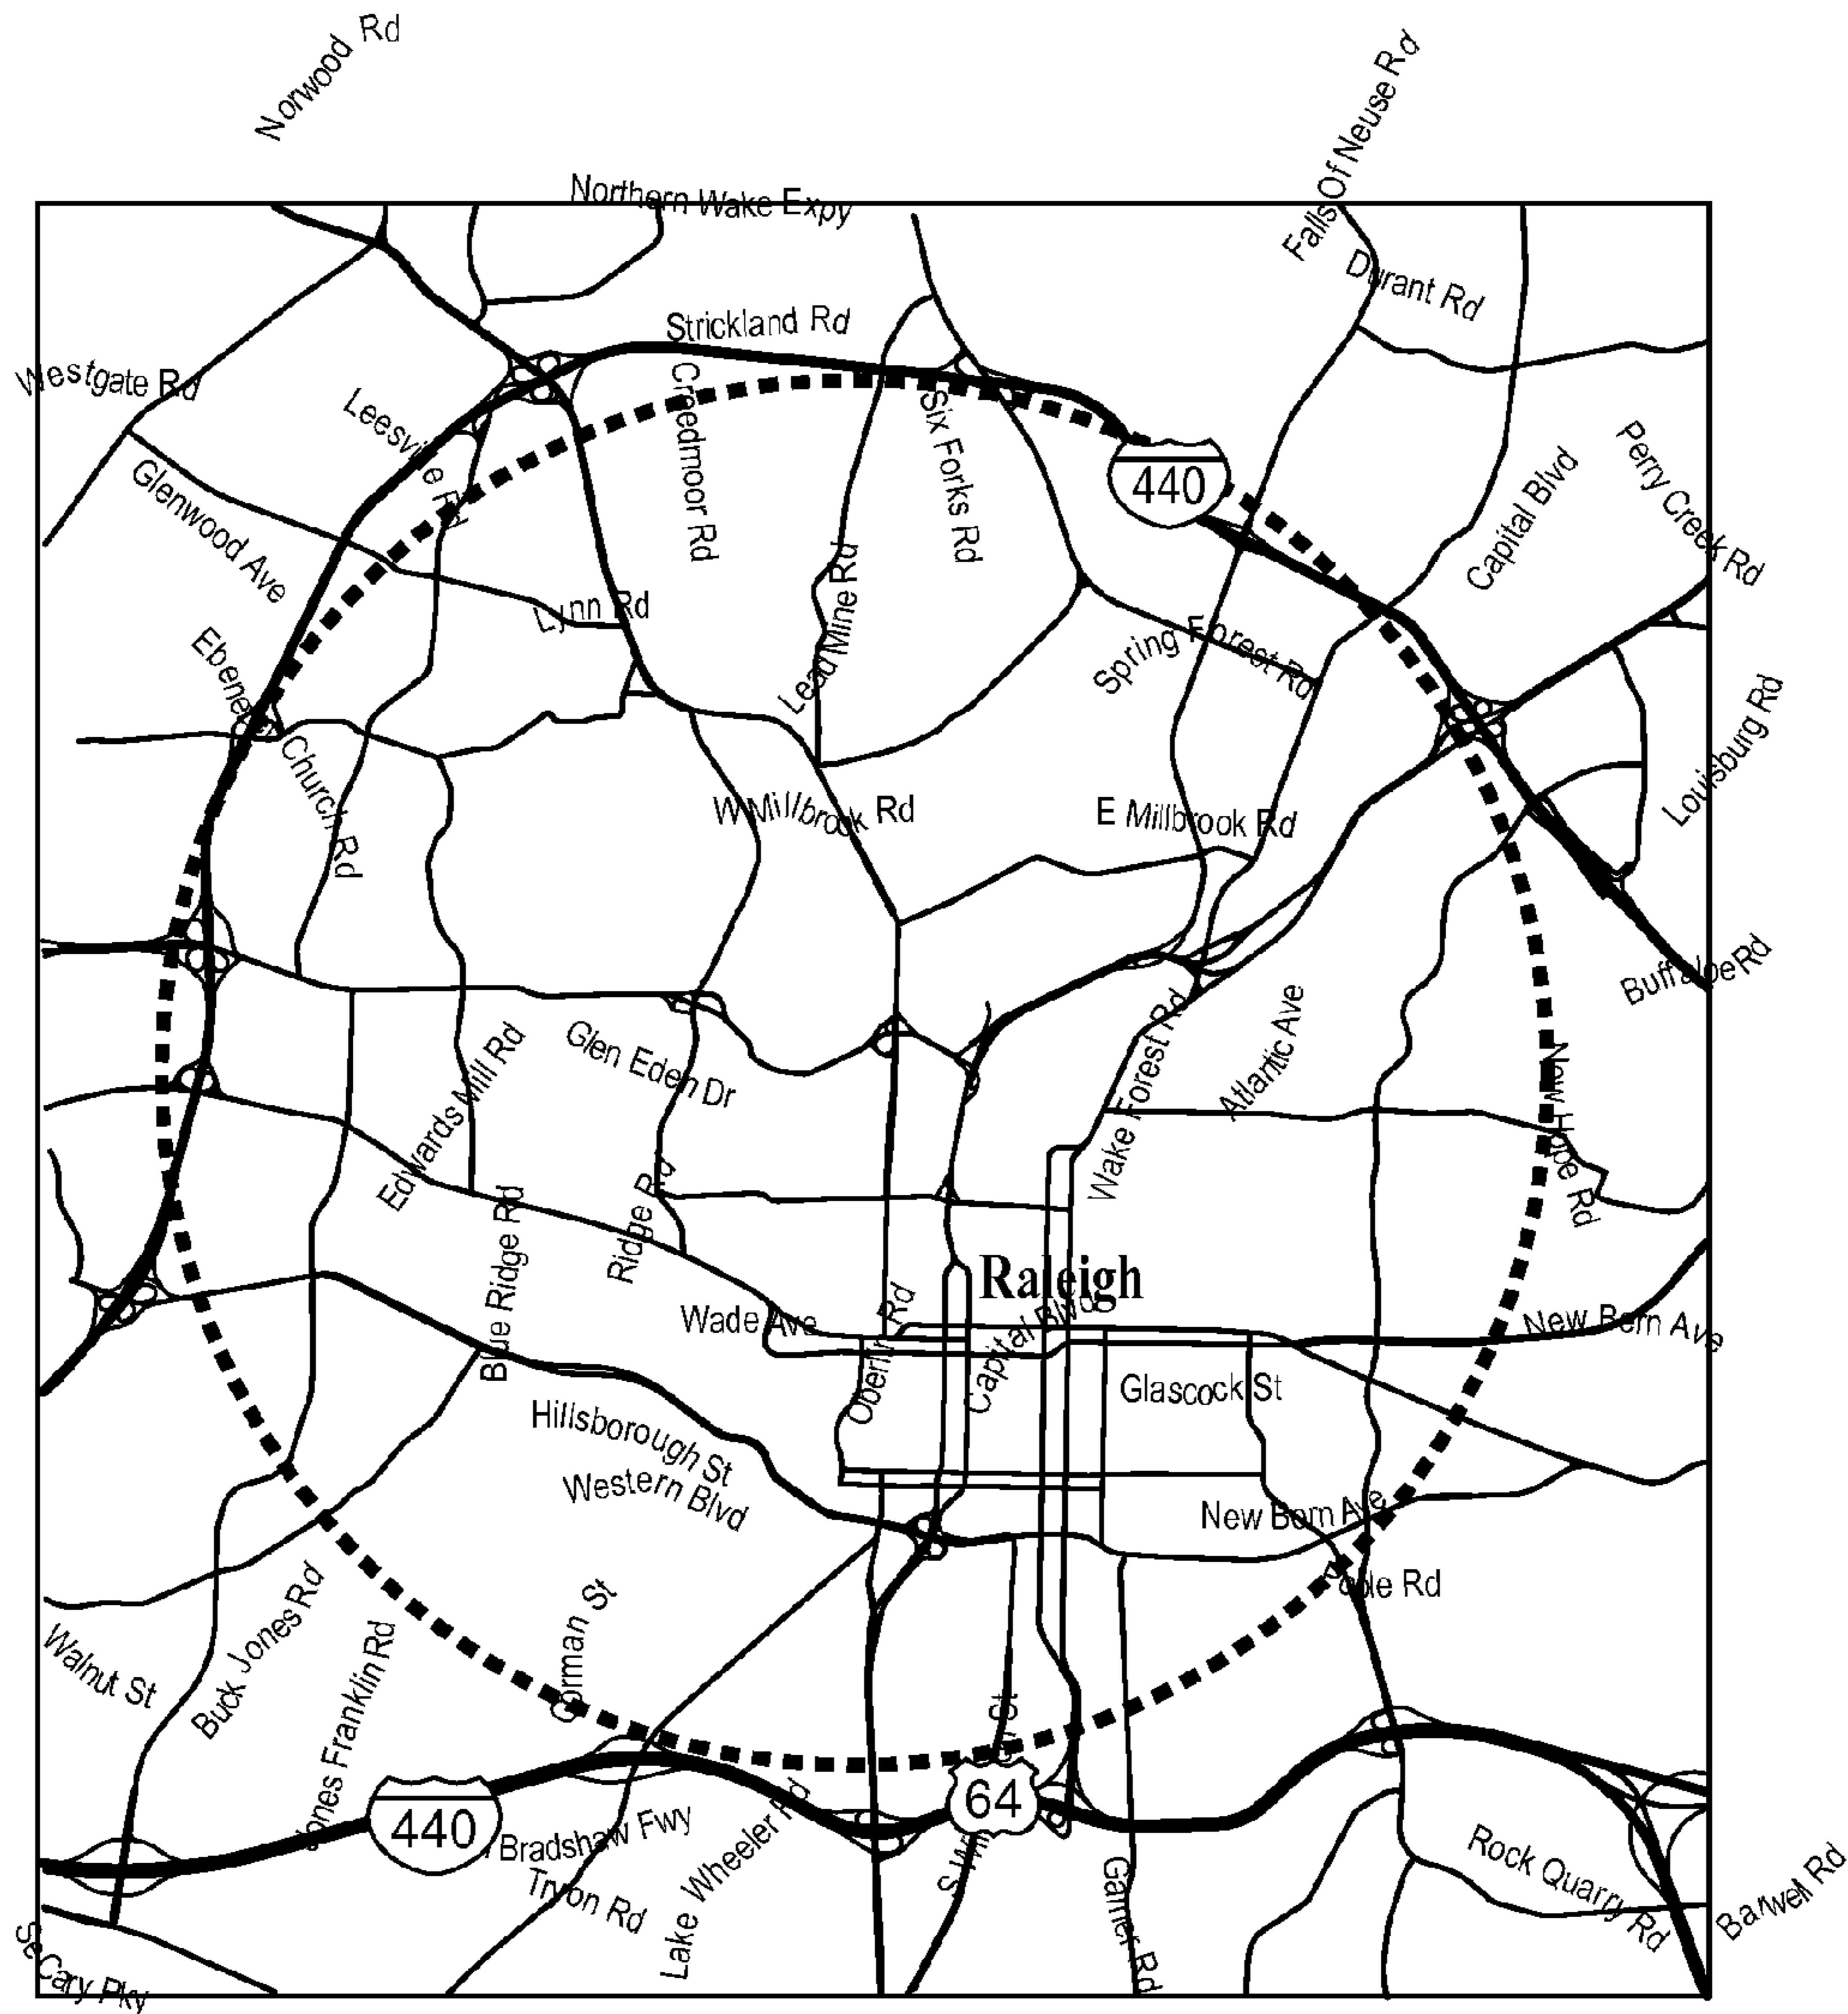 Norwood Rd
Falls Of Neuse Rd
Northern Wake Expy
Durant Rd
Strickland Rd
Westgate Rd
Leesville Rd
Creedmoor Rd
Six Forks Rd
440
Capital Blvd
Perry Creek Rd
Glenwood Ave
Lynn Rd
Lead Mine Rd
Spring Forest Rd
Ebenezer Church Rd
Louisburg Rd
W Millbrook Rd
E Millbrook Rd
Buffaloe Rd
Glen Eden Dr
Edwards Mill Rd
Wake Forest Rd
Atlantic Ave
New Hope Rd
Blue Ridge Rd
Ridge Rd
Raleigh
Wade Ave
Oberlin Rd
Capital Blvd
New Bern Ave
Glascock St
Hillsborough St
Western Blvd
New Bern Ave
Poole Rd
Walnut St
Buck Jones Rd
Jones Franklin Rd
Gorman St
440
Bradshaw Fwy
Tryon Rd
Lake Wheeler Rd
64
S St
Garner Rd
Rock Quarry Rd
Barwell Rd
Se Cary Pky